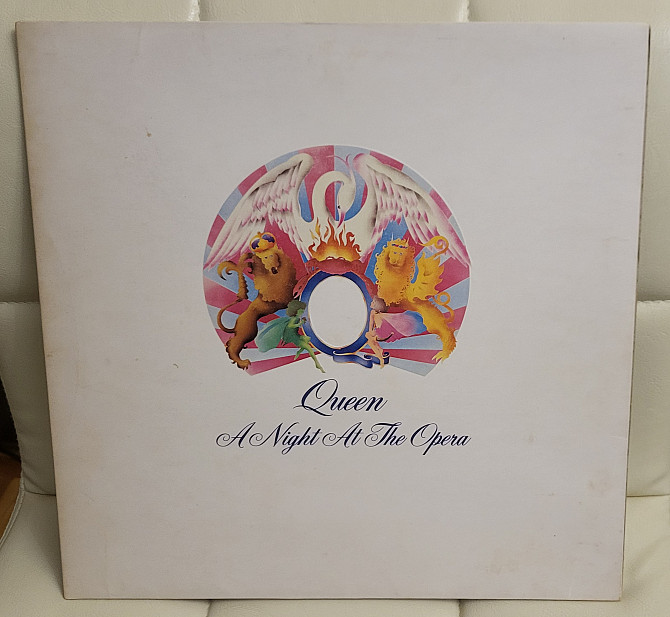 Queen
A Night At The Opera